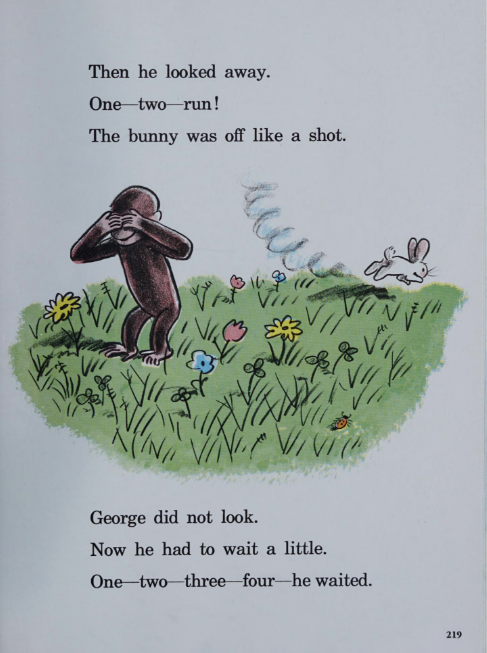 Then he looked away.
One—two—run!
The bunny was off like a shot.
George did not look.
Now he had to wait a little.
One—two—three—four—he waited.
219